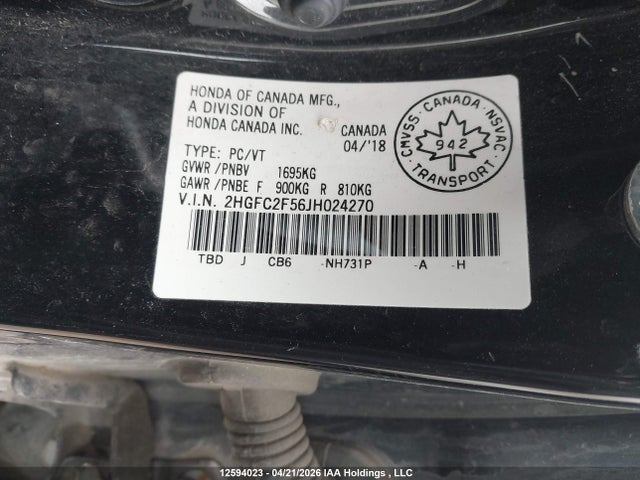 HONDA OF CANADA MFG.,
A DIVISION OF
HONDA CANADA INC.
CANADA
04/'18
TYPE: PC/VT
GVWR /PNBV 1695KG
GAWR /PNBE F 900KG R 810KG
V.I.N. 2HGFC2F56JH024270
TBD J CB6 -NH731P -A -H
CMVSS · CANADA · NSVAC
942
TRANSPORT
12594023 - 04/21/2026 IAA Holdings , LLC